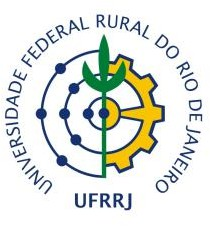 UNIVERSIDADE FEDERAL RURAL DO RIO DE JANEIRO
UFRRJ